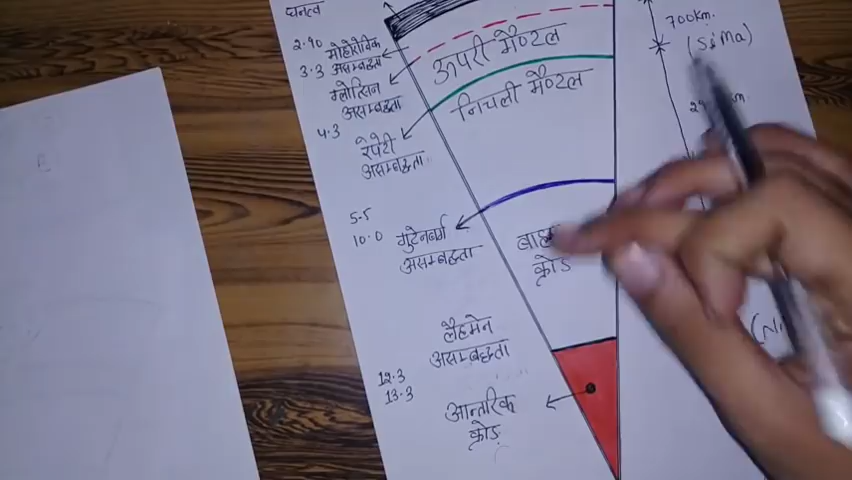 घनत्व
2.90 मोहोरोविक
3.3 असम्बद्धता
ग्लोत्सिन
असम्बद्धता
4.3 रेपेटी
असम्बद्धता
5.5
10.0 गुटेनबर्ग
असम्बद्धता
लैहमेन
असम्बद्धता
12.3
13.3
आन्तरिक
क्रोड
ऊपरी मैण्टल
निचली मैण्टल
क्रोड
700km.
(SiMa)